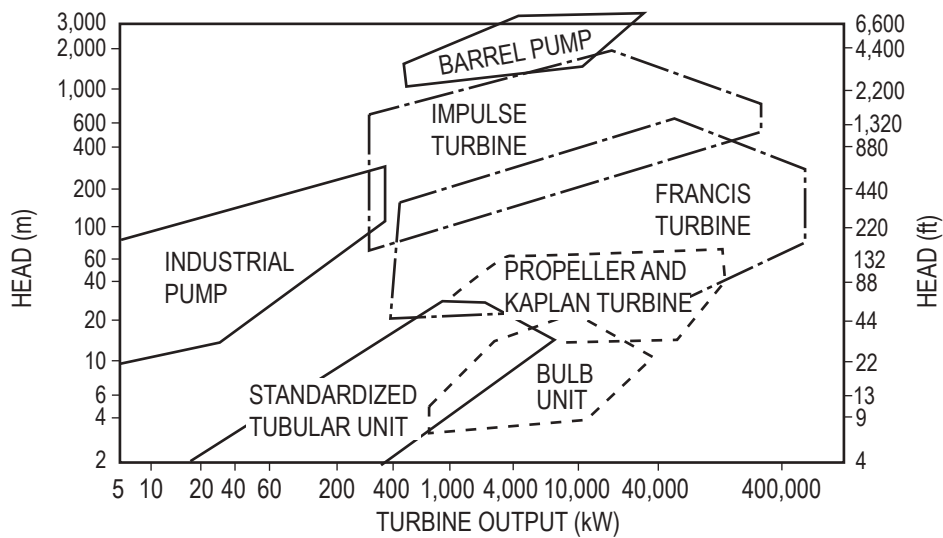 3,000
2,000
1,000
600
400
200
100
60
40
20
10
6
4
2
HEAD (m)
6,600
4,400
2,200
1,320
880
440
220
132
88
44
22
13
9
4
HEAD (ft)
BARREL PUMP
IMPULSE
TURBINE
FRANCIS
TURBINE
INDUSTRIAL
PUMP
PROPELLER AND
KAPLAN TURBINE
BULB
UNIT
STANDARDIZED
TUBULAR UNIT
5 10 20 40 60 200 400 1,000 4,000 10,000 40,000 400,000
TURBINE OUTPUT (kW)